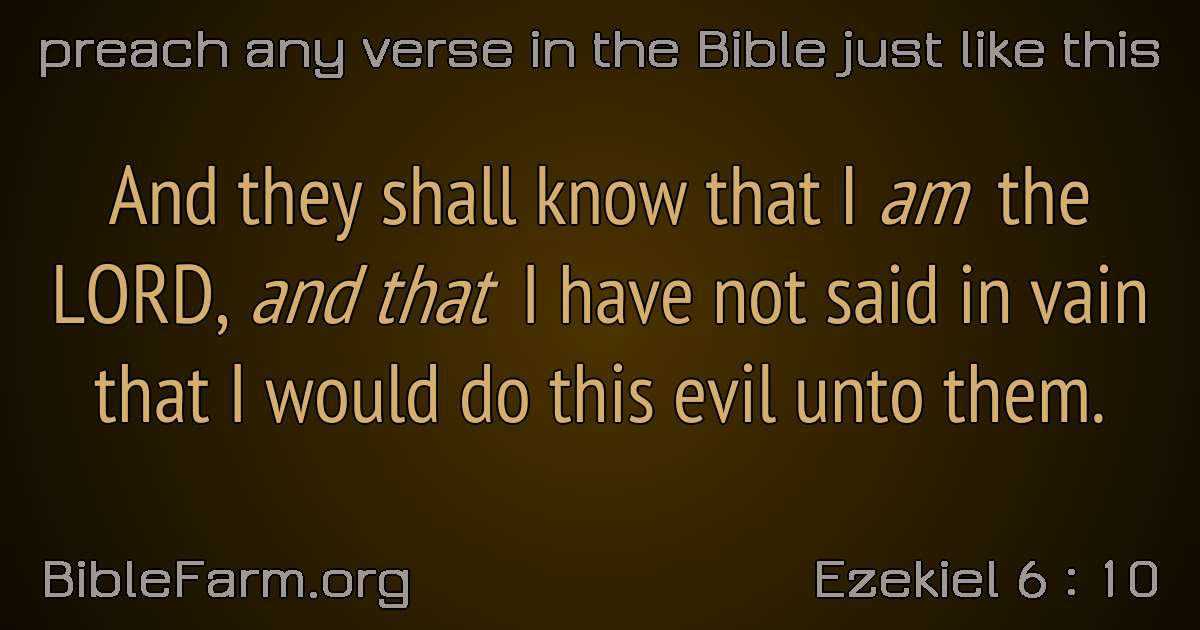 preach any verse in the Bible just like this
And they shall know that I am the
LORD, and that I have not said in vain
that I would do this evil unto them.
BibleFarm.org
Ezekiel 6 : 10